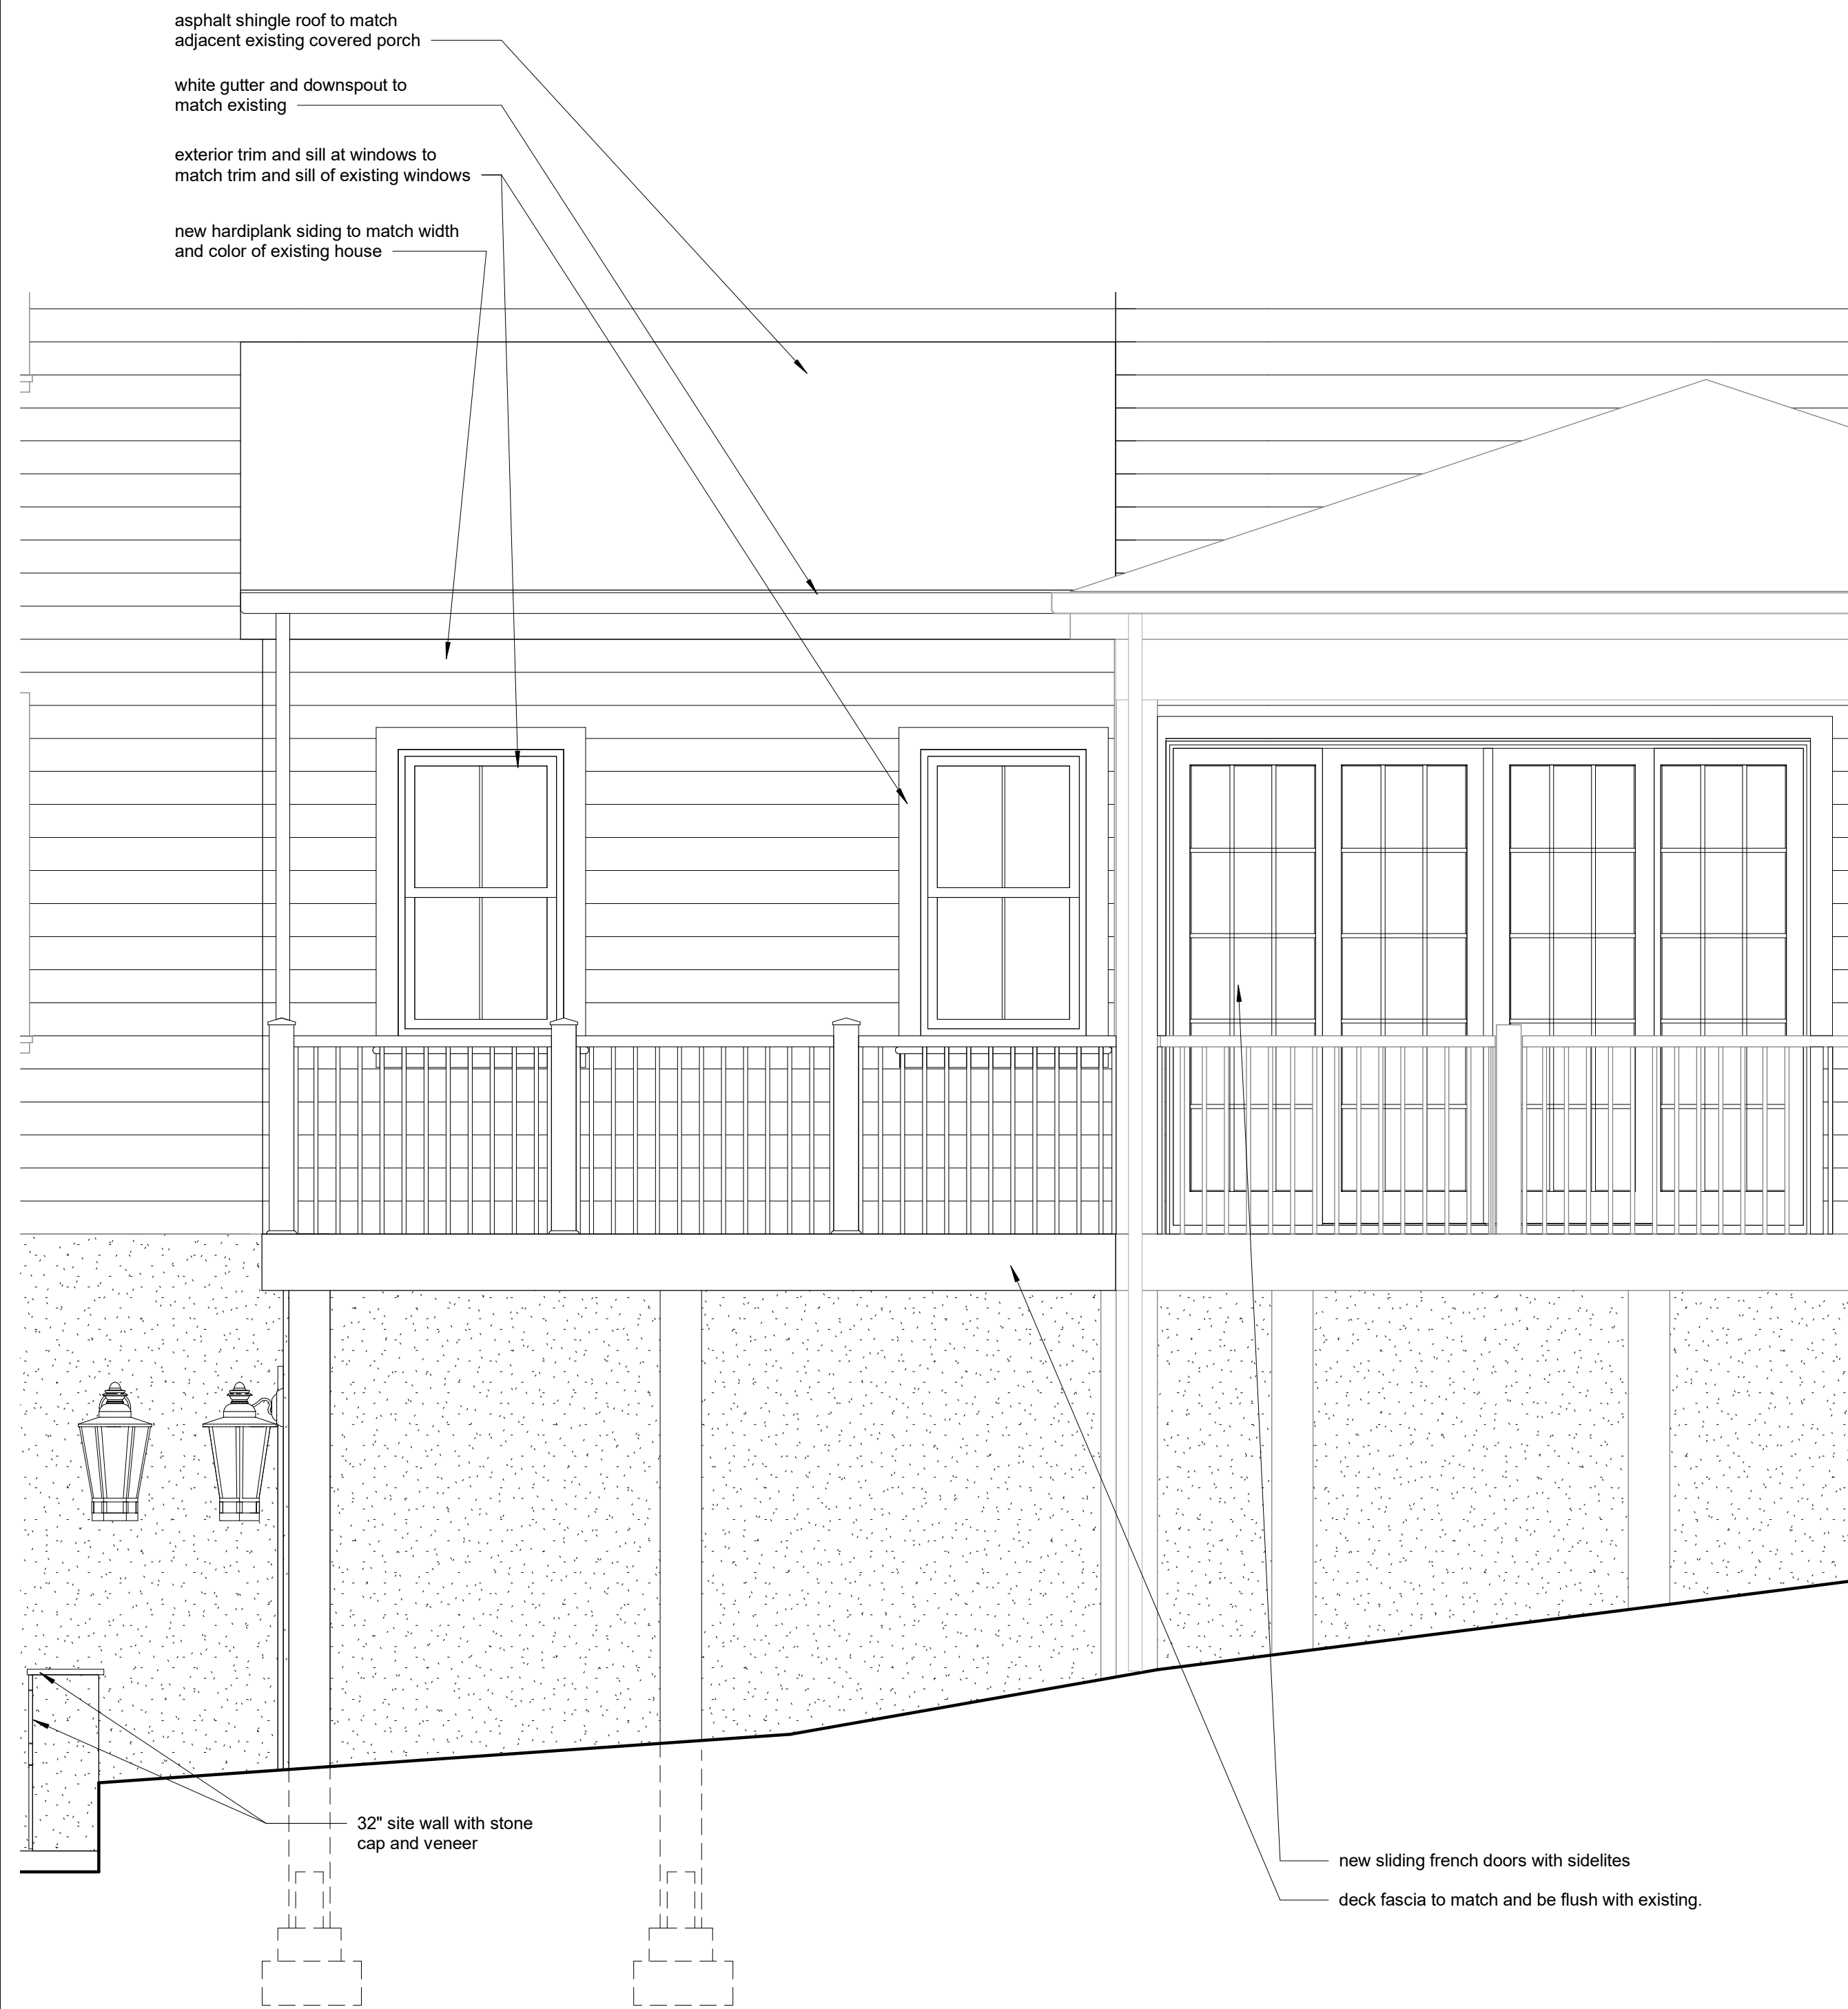 asphalt shingle roof to match
adjacent existing covered porch
white gutter and downspout to
match existing
exterior trim and sill at windows to
match trim and sill of existing windows
new hardiplank siding to match width
and color of existing house
32" site wall with stone
cap and veneer
new sliding french doors with sidelites
deck fascia to match and be flush with existing.